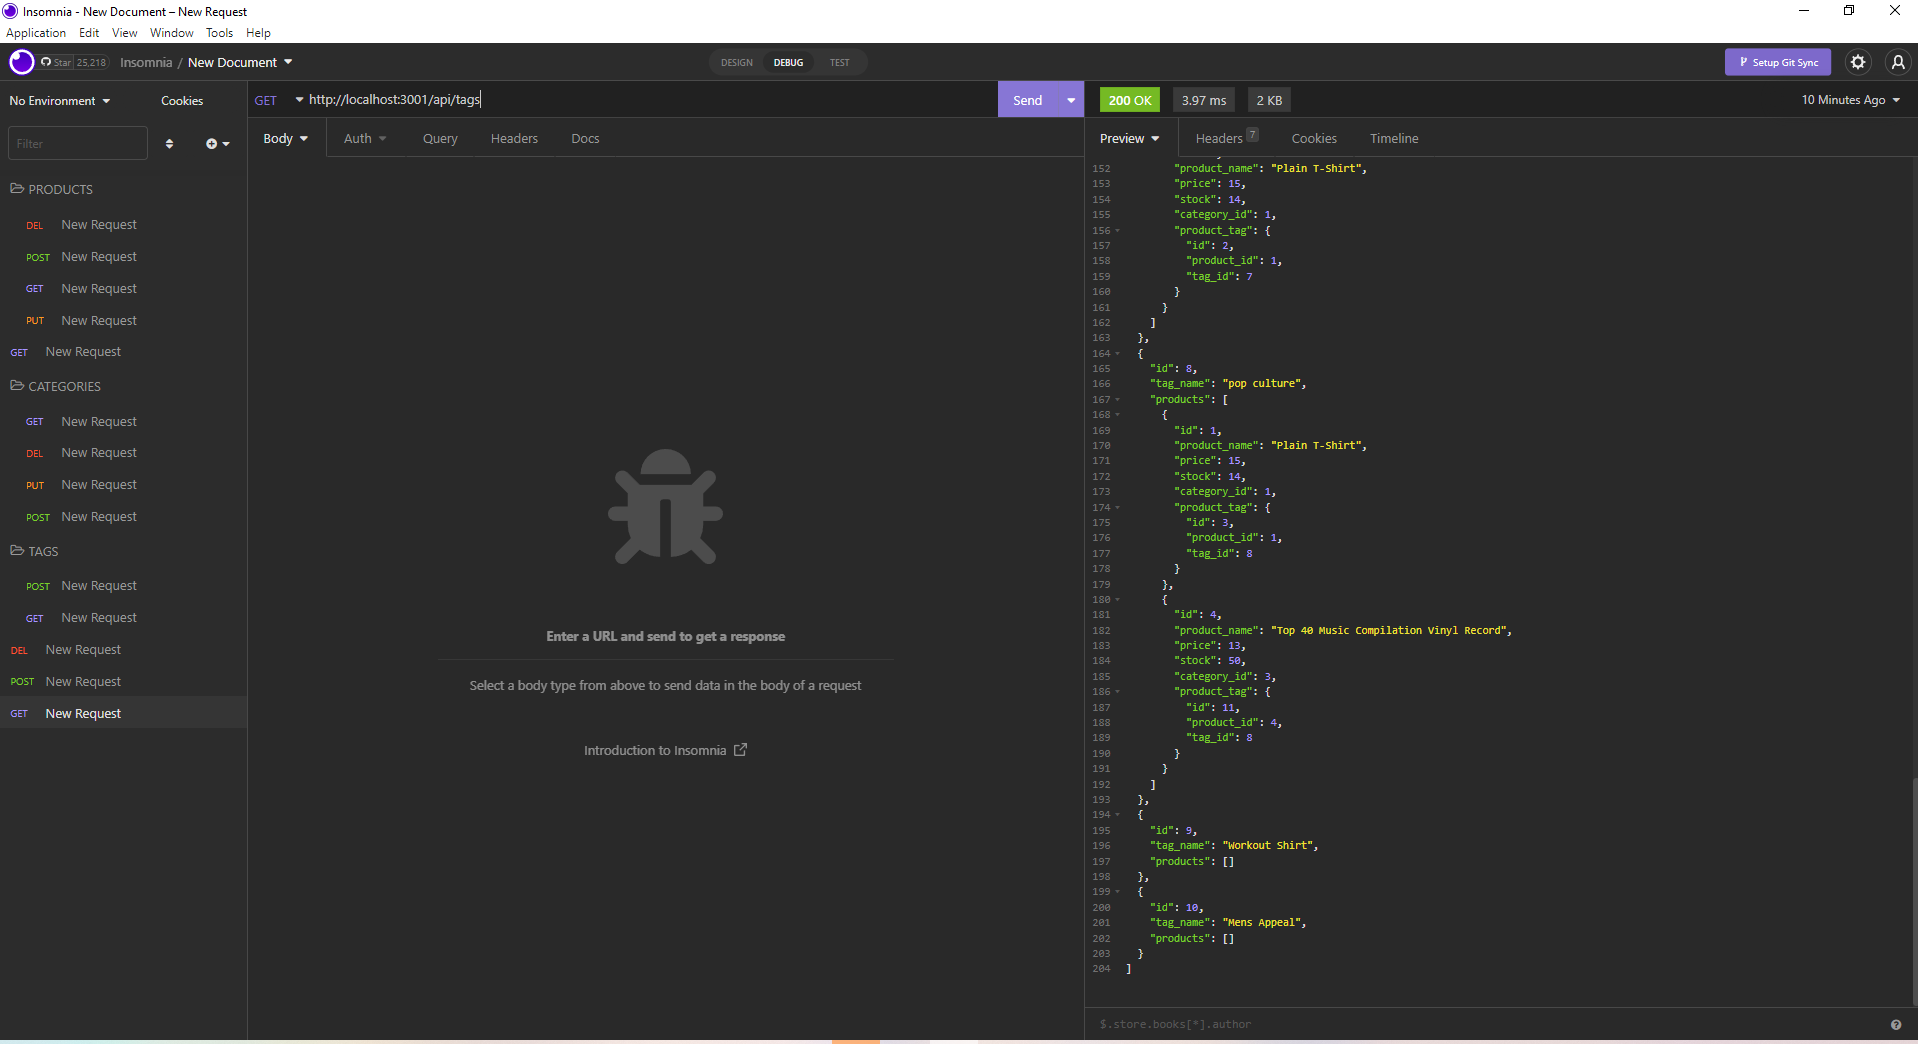 Insomnia - New Document – New Request
Application Edit View Window Tools Help
Star 25,218
Insomnia / New Document
DESIGN DEBUG TEST
Setup Git Sync
No Environment
Cookies
Filter
PRODUCTS
DEL New Request
POST New Request
GET New Request
PUT New Request
GET New Request
CATEGORIES
GET New Request
DEL New Request
PUT New Request
POST New Request
TAGS
POST New Request
GET New Request
DEL New Request
POST New Request
GET New Request
GET http://localhost:3001/api/tags
Send
Body Auth Query Headers Docs
Enter a URL and send to get a response
Select a body type from above to send data in the body of a request
Introduction to Insomnia
200 OK 3.97 ms 2 KB
10 Minutes Ago
Preview Headers 7 Cookies Timeline
152 "product_name": "Plain T-Shirt",
153 "price": 15,
154 "stock": 14,
155 "category_id": 1,
156 "product_tag": {
157 "id": 2,
158 "product_id": 1,
159 "tag_id": 7
160 }
161 }
162 ]
163 },
164 {
165 "id": 8,
166 "tag_name": "pop culture",
167 "products": [
168 {
169 "id": 1,
170 "product_name": "Plain T-Shirt",
171 "price": 15,
172 "stock": 14,
173 "category_id": 1,
174 "product_tag": {
175 "id": 3,
176 "product_id": 1,
177 "tag_id": 8
178 }
179 },
180 {
181 "id": 4,
182 "product_name": "Top 40 Music Compilation Vinyl Record",
183 "price": 13,
184 "stock": 50,
185 "category_id": 3,
186 "product_tag": {
187 "id": 11,
188 "product_id": 4,
189 "tag_id": 8
190 }
191 }
192 ]
193 },
194 {
195 "id": 9,
196 "tag_name": "Workout Shirt",
197 "products": []
198 },
199 {
200 "id": 10,
201 "tag_name": "Mens Appeal",
202 "products": []
203 }
204 ]
$.store.books[*].author